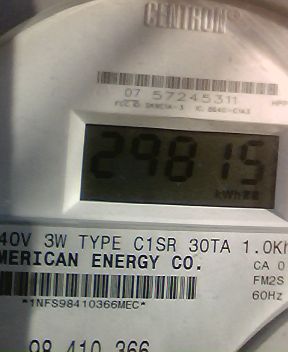 CENTRON®
07 57245311
29815
kWh
40V 3W TYPE C1SR 30TA 1.0Kh
MERICAN ENERGY CO.
CA 0
FM2S
60Hz
*1NFS98410366MEC*
98 410 366